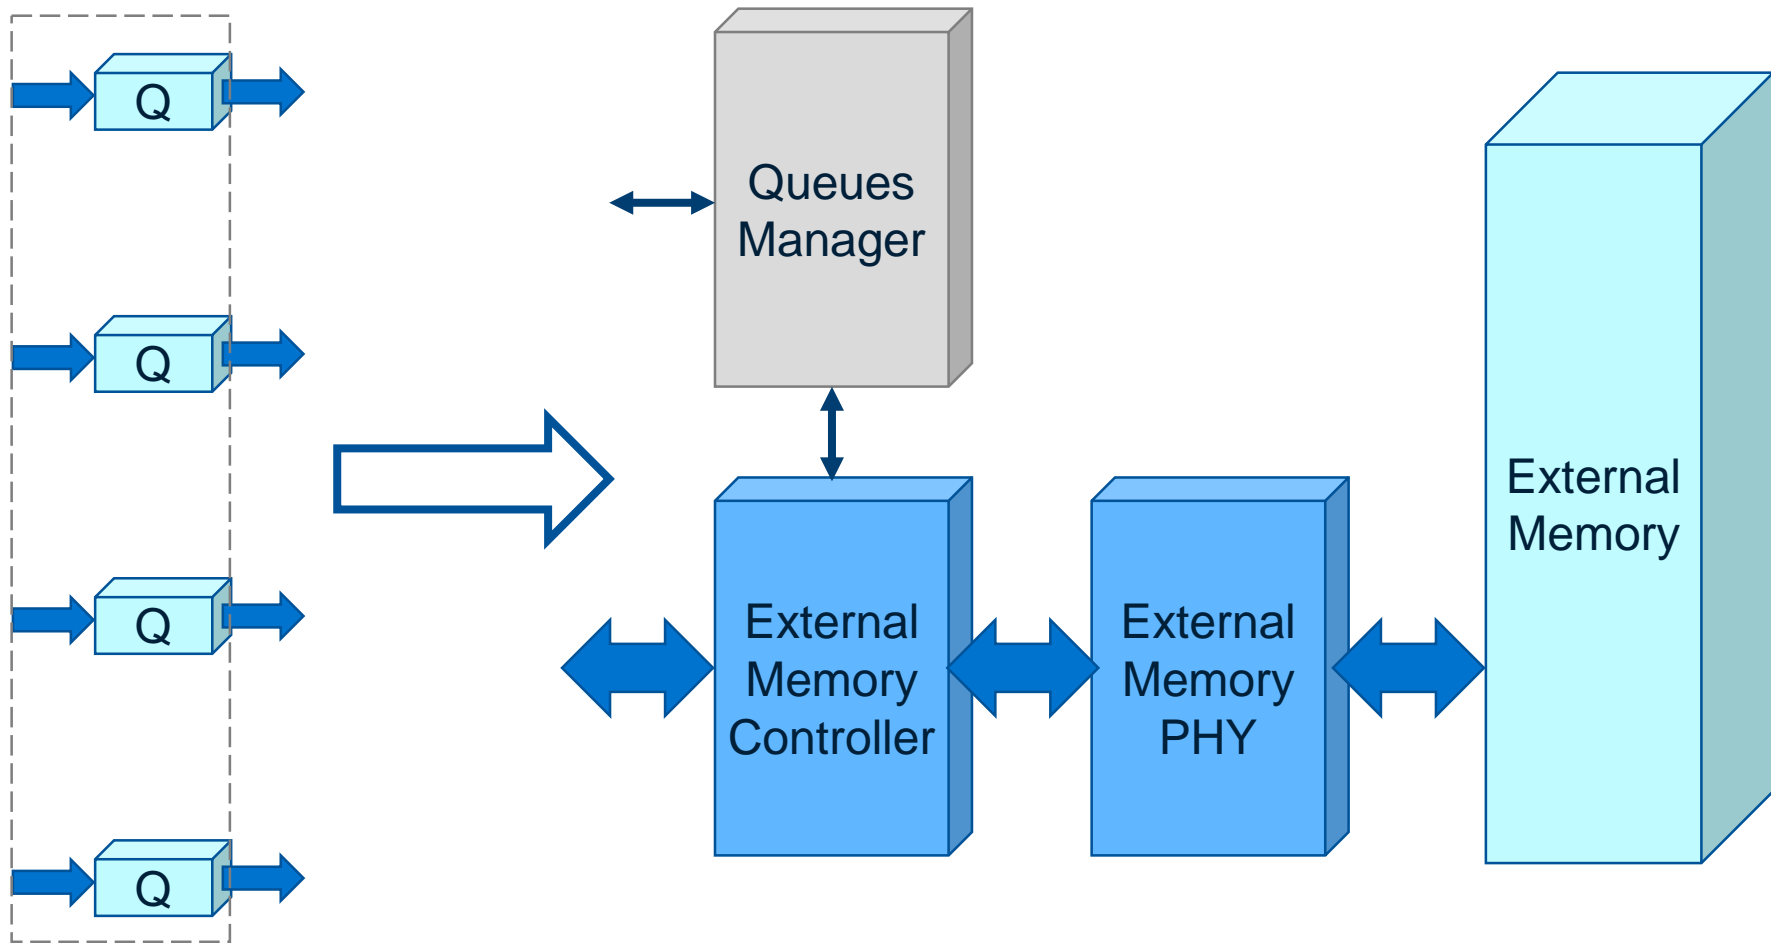 Q
Q
Q
Q
Queues
Manager
External
Memory
Controller
External
Memory
PHY
External
Memory